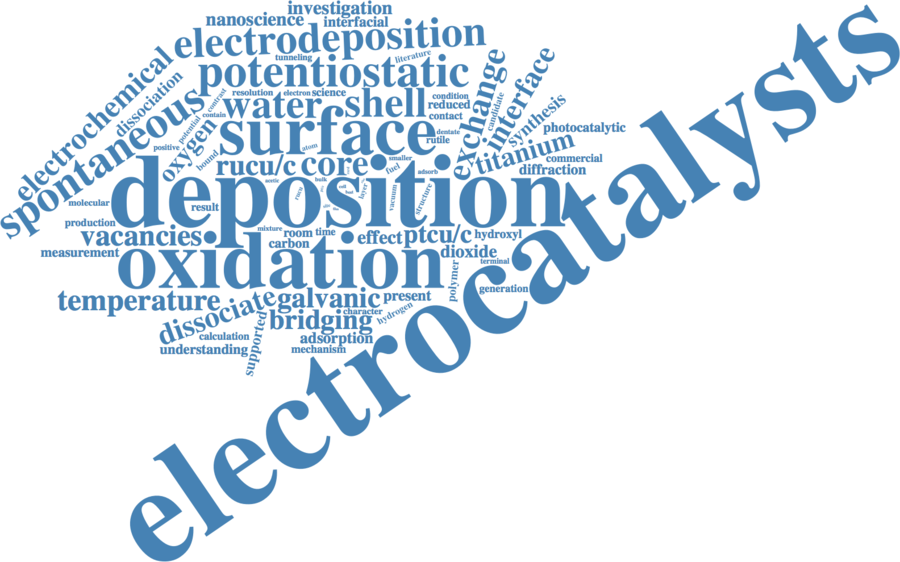 investigation
nanoscience
interfacial
electrodeposition
tunneling
literature
potentiostatic
electrochemical
dissociation
spontaneous
resolution
electron
science
condition
contrast
contain
water
shell
reduced
contact
exchange
candidate
interface
synthesis
potential
positive
oxygen
bound
surface
atom
dentate
rutile
photocatalytic
titanium
commercial
diffraction
rucu/c
core
smaller
fuel
adsorb
acetic
bulk
layer
vacuum
structure
deposition
electrocatalysts
molecular
result
production
mixture
room
time
vacancies
carbon
effect
ptcu/c
hydroxyl
measurement
oxidation
dioxide
terminal
polymer
generation
temperature
dissociate
galvanic
present
character
hydrogen
bridging
supported
calculation
adsorption
understanding
mechanism
rucu